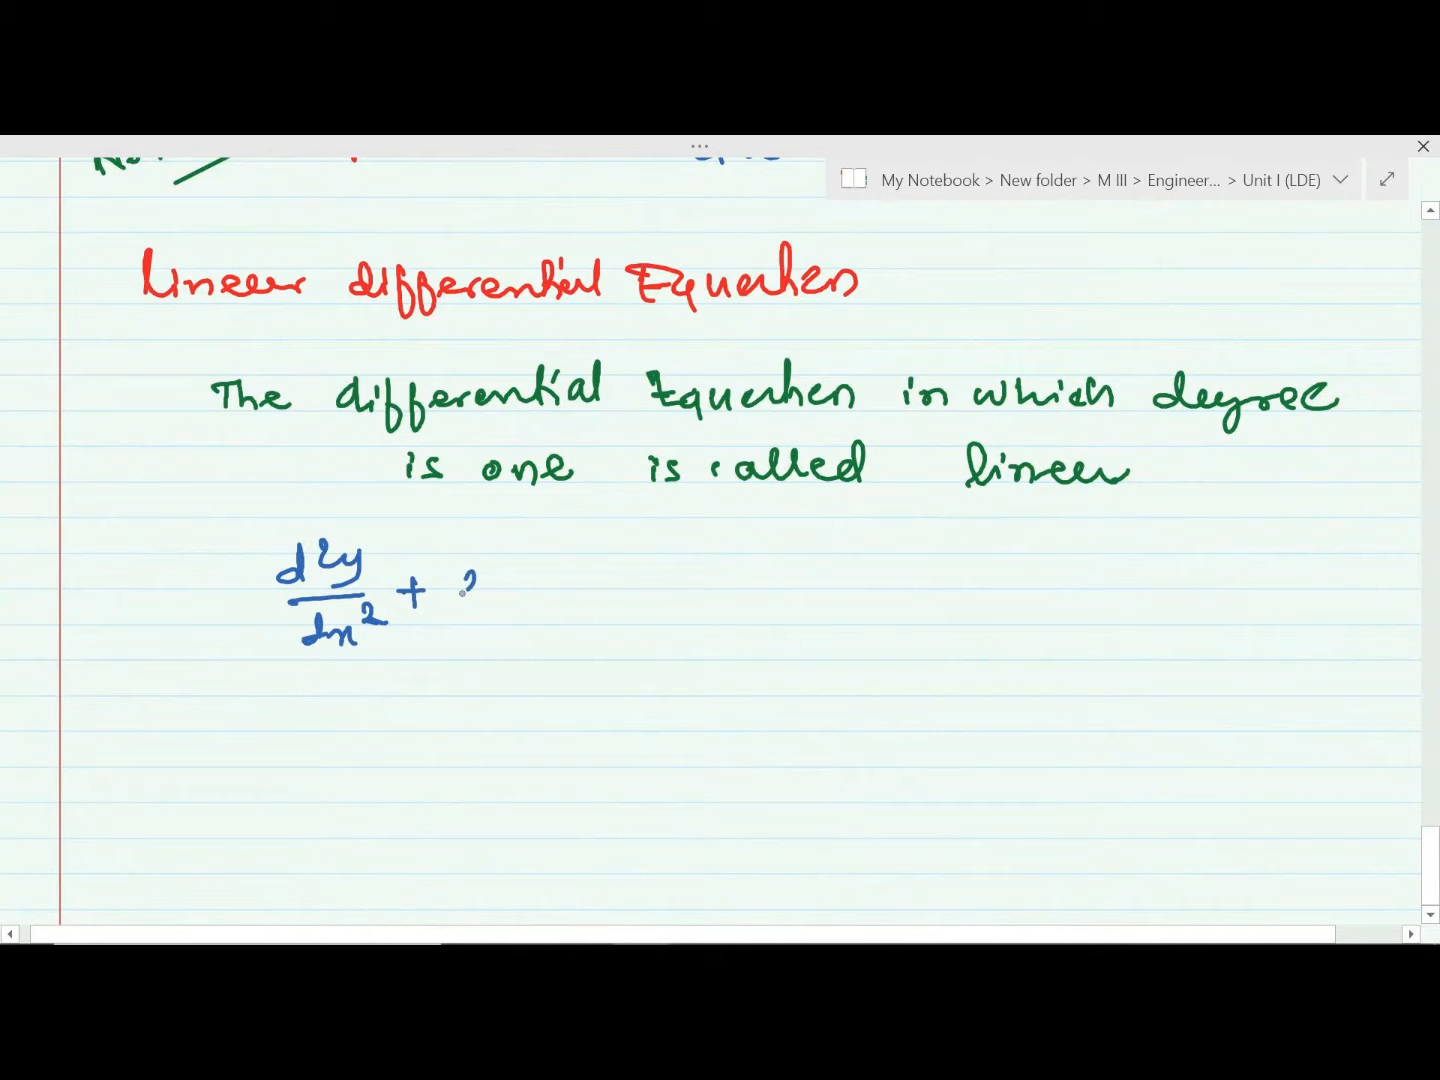 My Notebook > New folder > M III > Engineer... > Unit I (LDE)
Linear differential Equation
The differential Equation in which degree
is one is called linear
d²y/dx² +